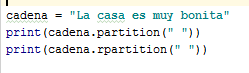 cadena = "La casa es muy bonita"
print(cadena.partition(" "))
print(cadena.rpartition(" "))